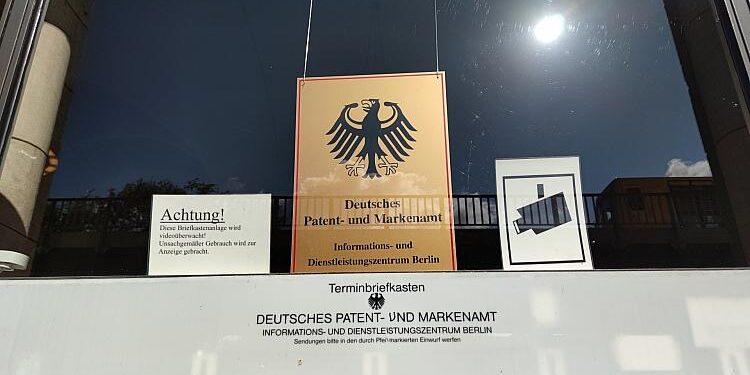 Achtung!
Diese Briefkastenanlage wird
videoüberwacht!
Unsachgemäßer Gebrauch wird zur
Anzeige gebracht.
Deutsches
Patent- und Markenamt
Informations- und
Dienstleistungszentrum Berlin
Terminbriefkasten
DEUTSCHES PATENT- UND MARKENAMT
INFORMATIONS- UND DIENSTLEISTUNGSZENTRUM BERLIN
Sendungen bitte in den durch Pfeil markierten Einwurf werfen